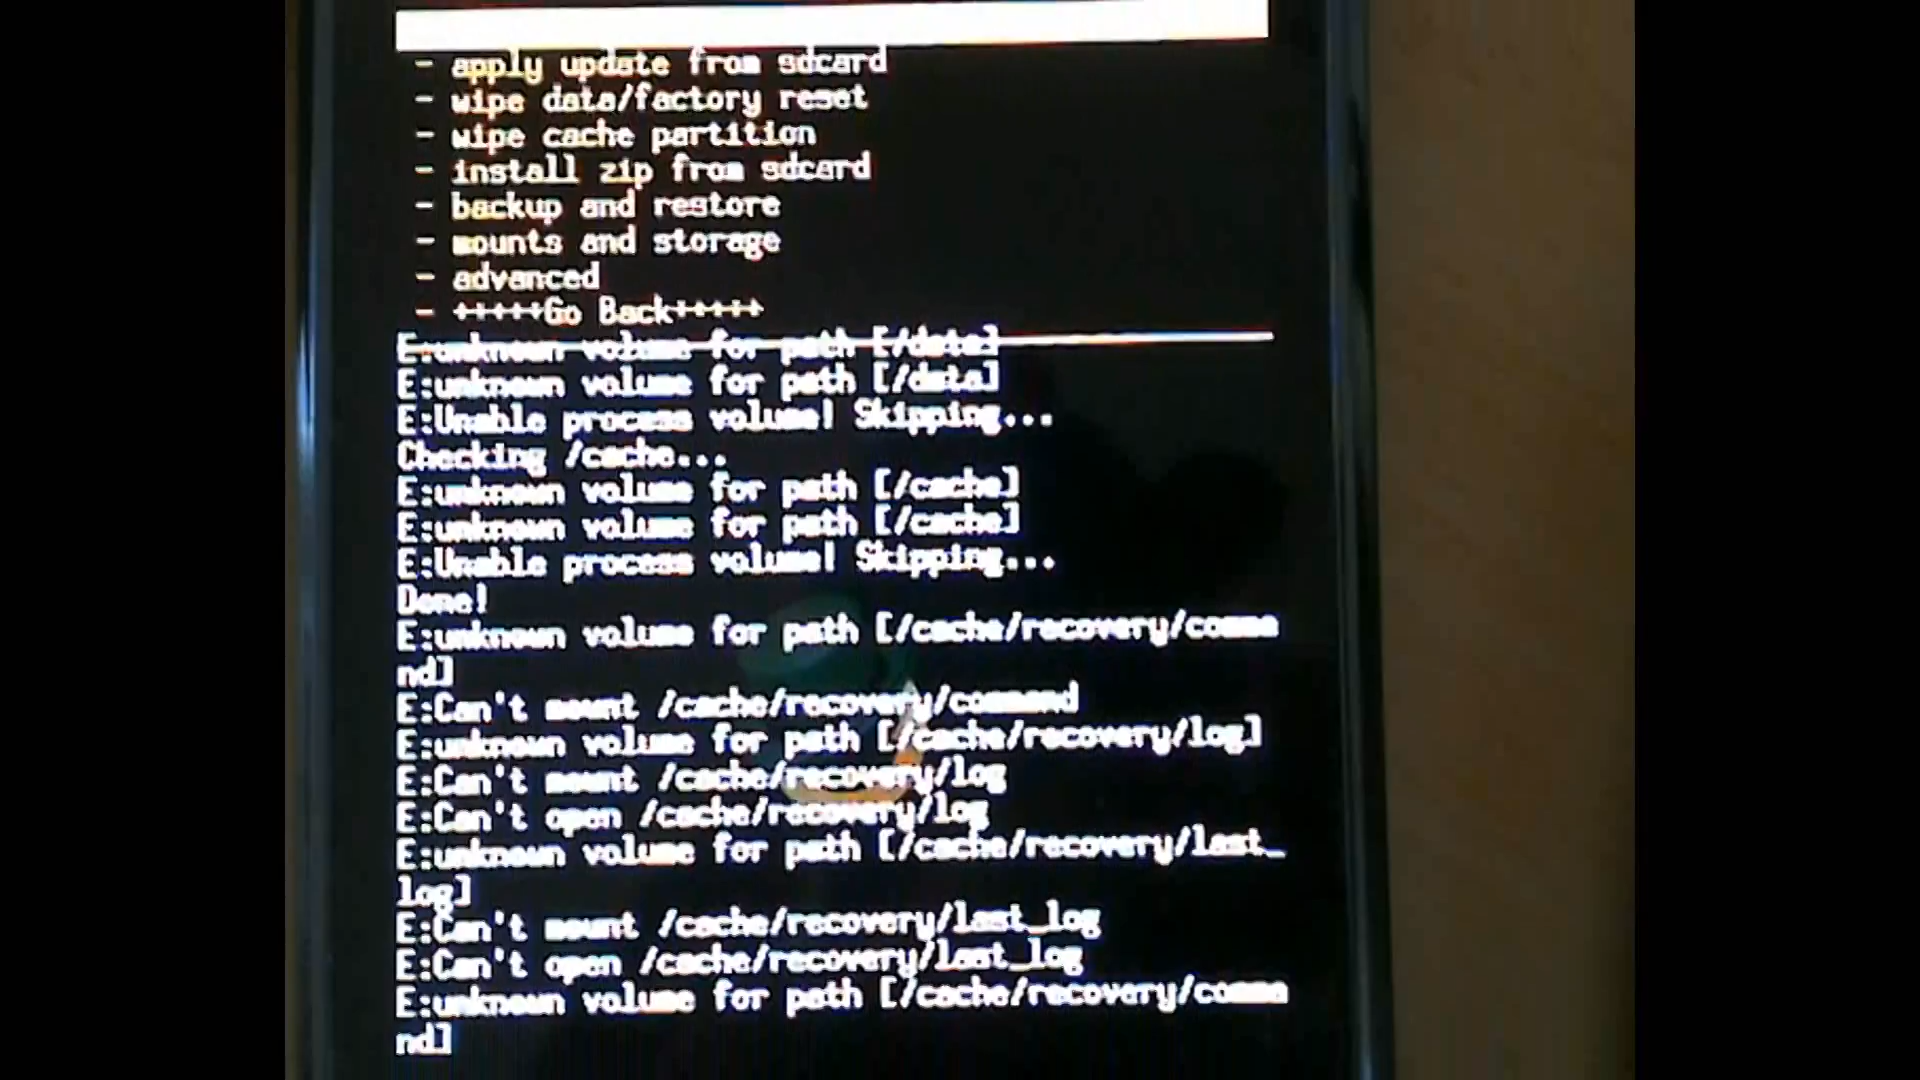 - apply update from sdcard
- wipe data/factory reset
- wipe cache partition
- install zip from sdcard
- backup and restore
- mounts and storage
- advanced
- +++++Go Back+++++
E:unknown volume for path [/data]
E:unknown volume for path [/data]
E:Unable process volume! Skipping...
Checking /cache...
E:unknown volume for path [/cache]
E:unknown volume for path [/cache]
E:Unable process volume! Skipping...
Done!
E:unknown volume for path [/cache/recovery/comma
nd]
E:Can't mount /cache/recovery/command
E:unknown volume for path [/cache/recovery/log]
E:Can't mount /cache/recovery/log
E:Can't open /cache/recovery/log
E:unknown volume for path [/cache/recovery/last_
log]
E:Can't mount /cache/recovery/last_log
E:Can't open /cache/recovery/last_log
E:unknown volume for path [/cache/recovery/comma
nd]